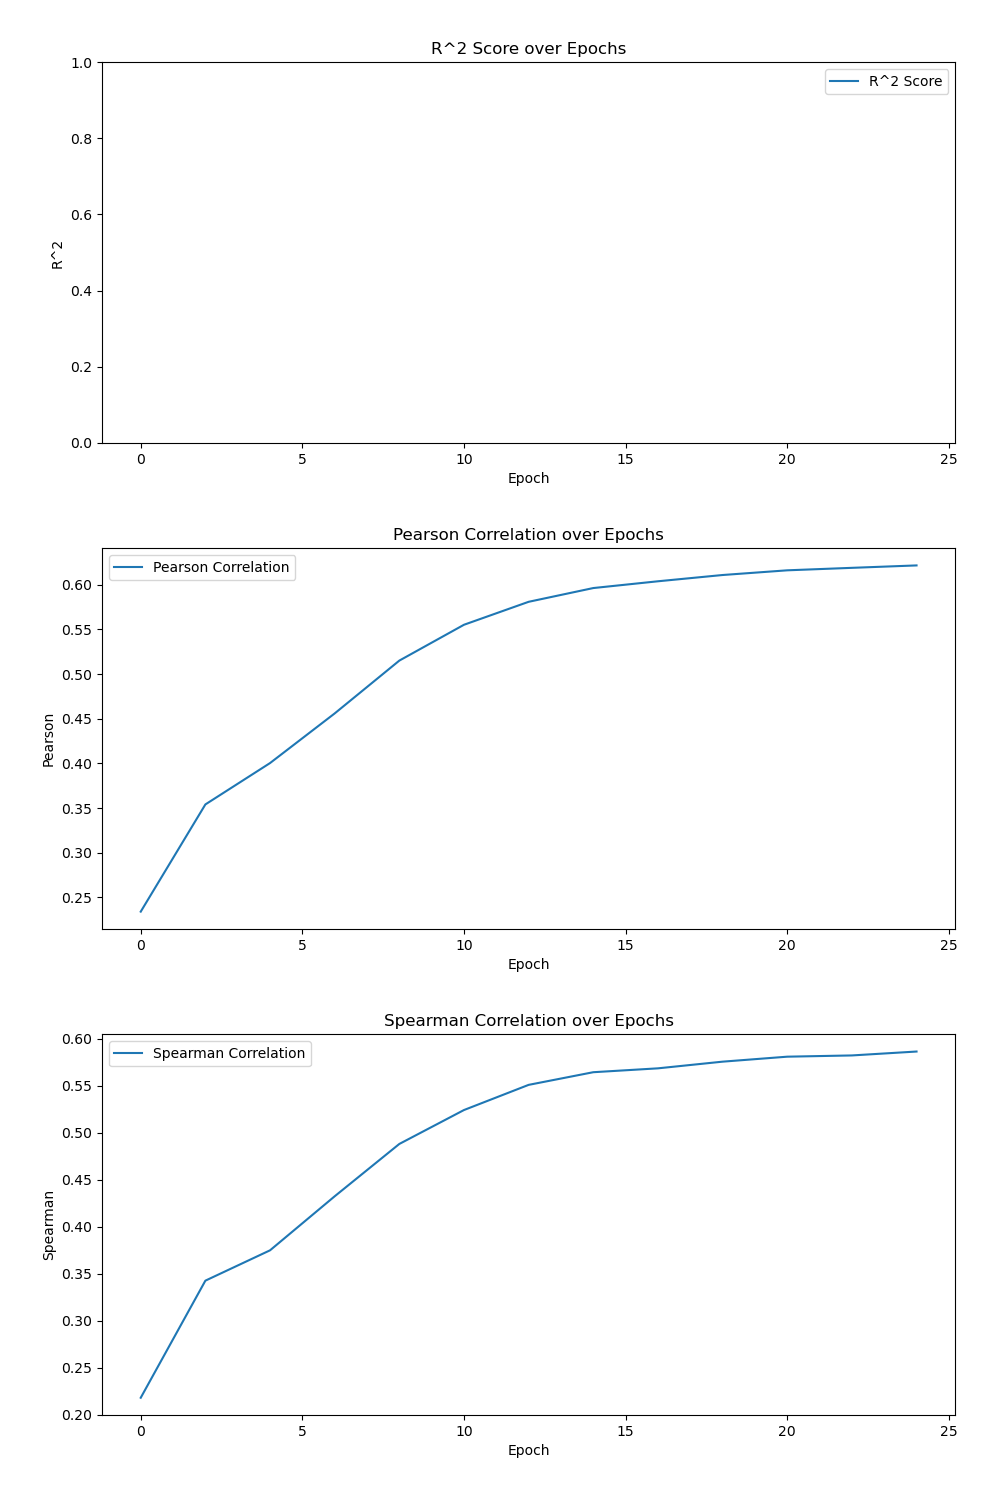 R^2 Score over Epochs
1.0
R^2 Score
0.8
0.6
R^2
0.4
0.2
0.0
0 5 10 15 20 25
Epoch
Pearson Correlation over Epochs
Pearson Correlation
0.60
0.55
0.50
0.45
Pearson
0.40
0.35
0.30
0.25
0 5 10 15 20 25
Epoch
Spearman Correlation over Epochs
0.60
Spearman Correlation
0.55
0.50
0.45
Spearman
0.40
0.35
0.30
0.25
0.20
0 5 10 15 20 25
Epoch